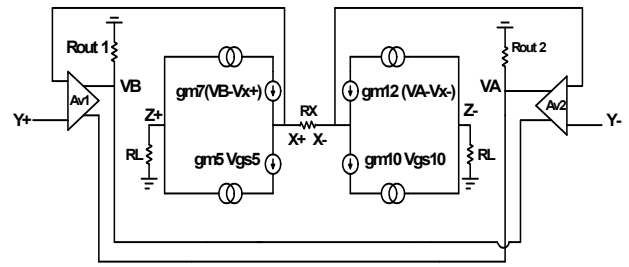 Rout 1
Rout 2
VB
VA
gm7(VB-Vx+)
gm12 (VA-Vx-)
Av1
Av2
Y+
Z+
RX
Z-
Y-
X+ X-
RL
gm5 Vgs5
gm10 Vgs10
RL